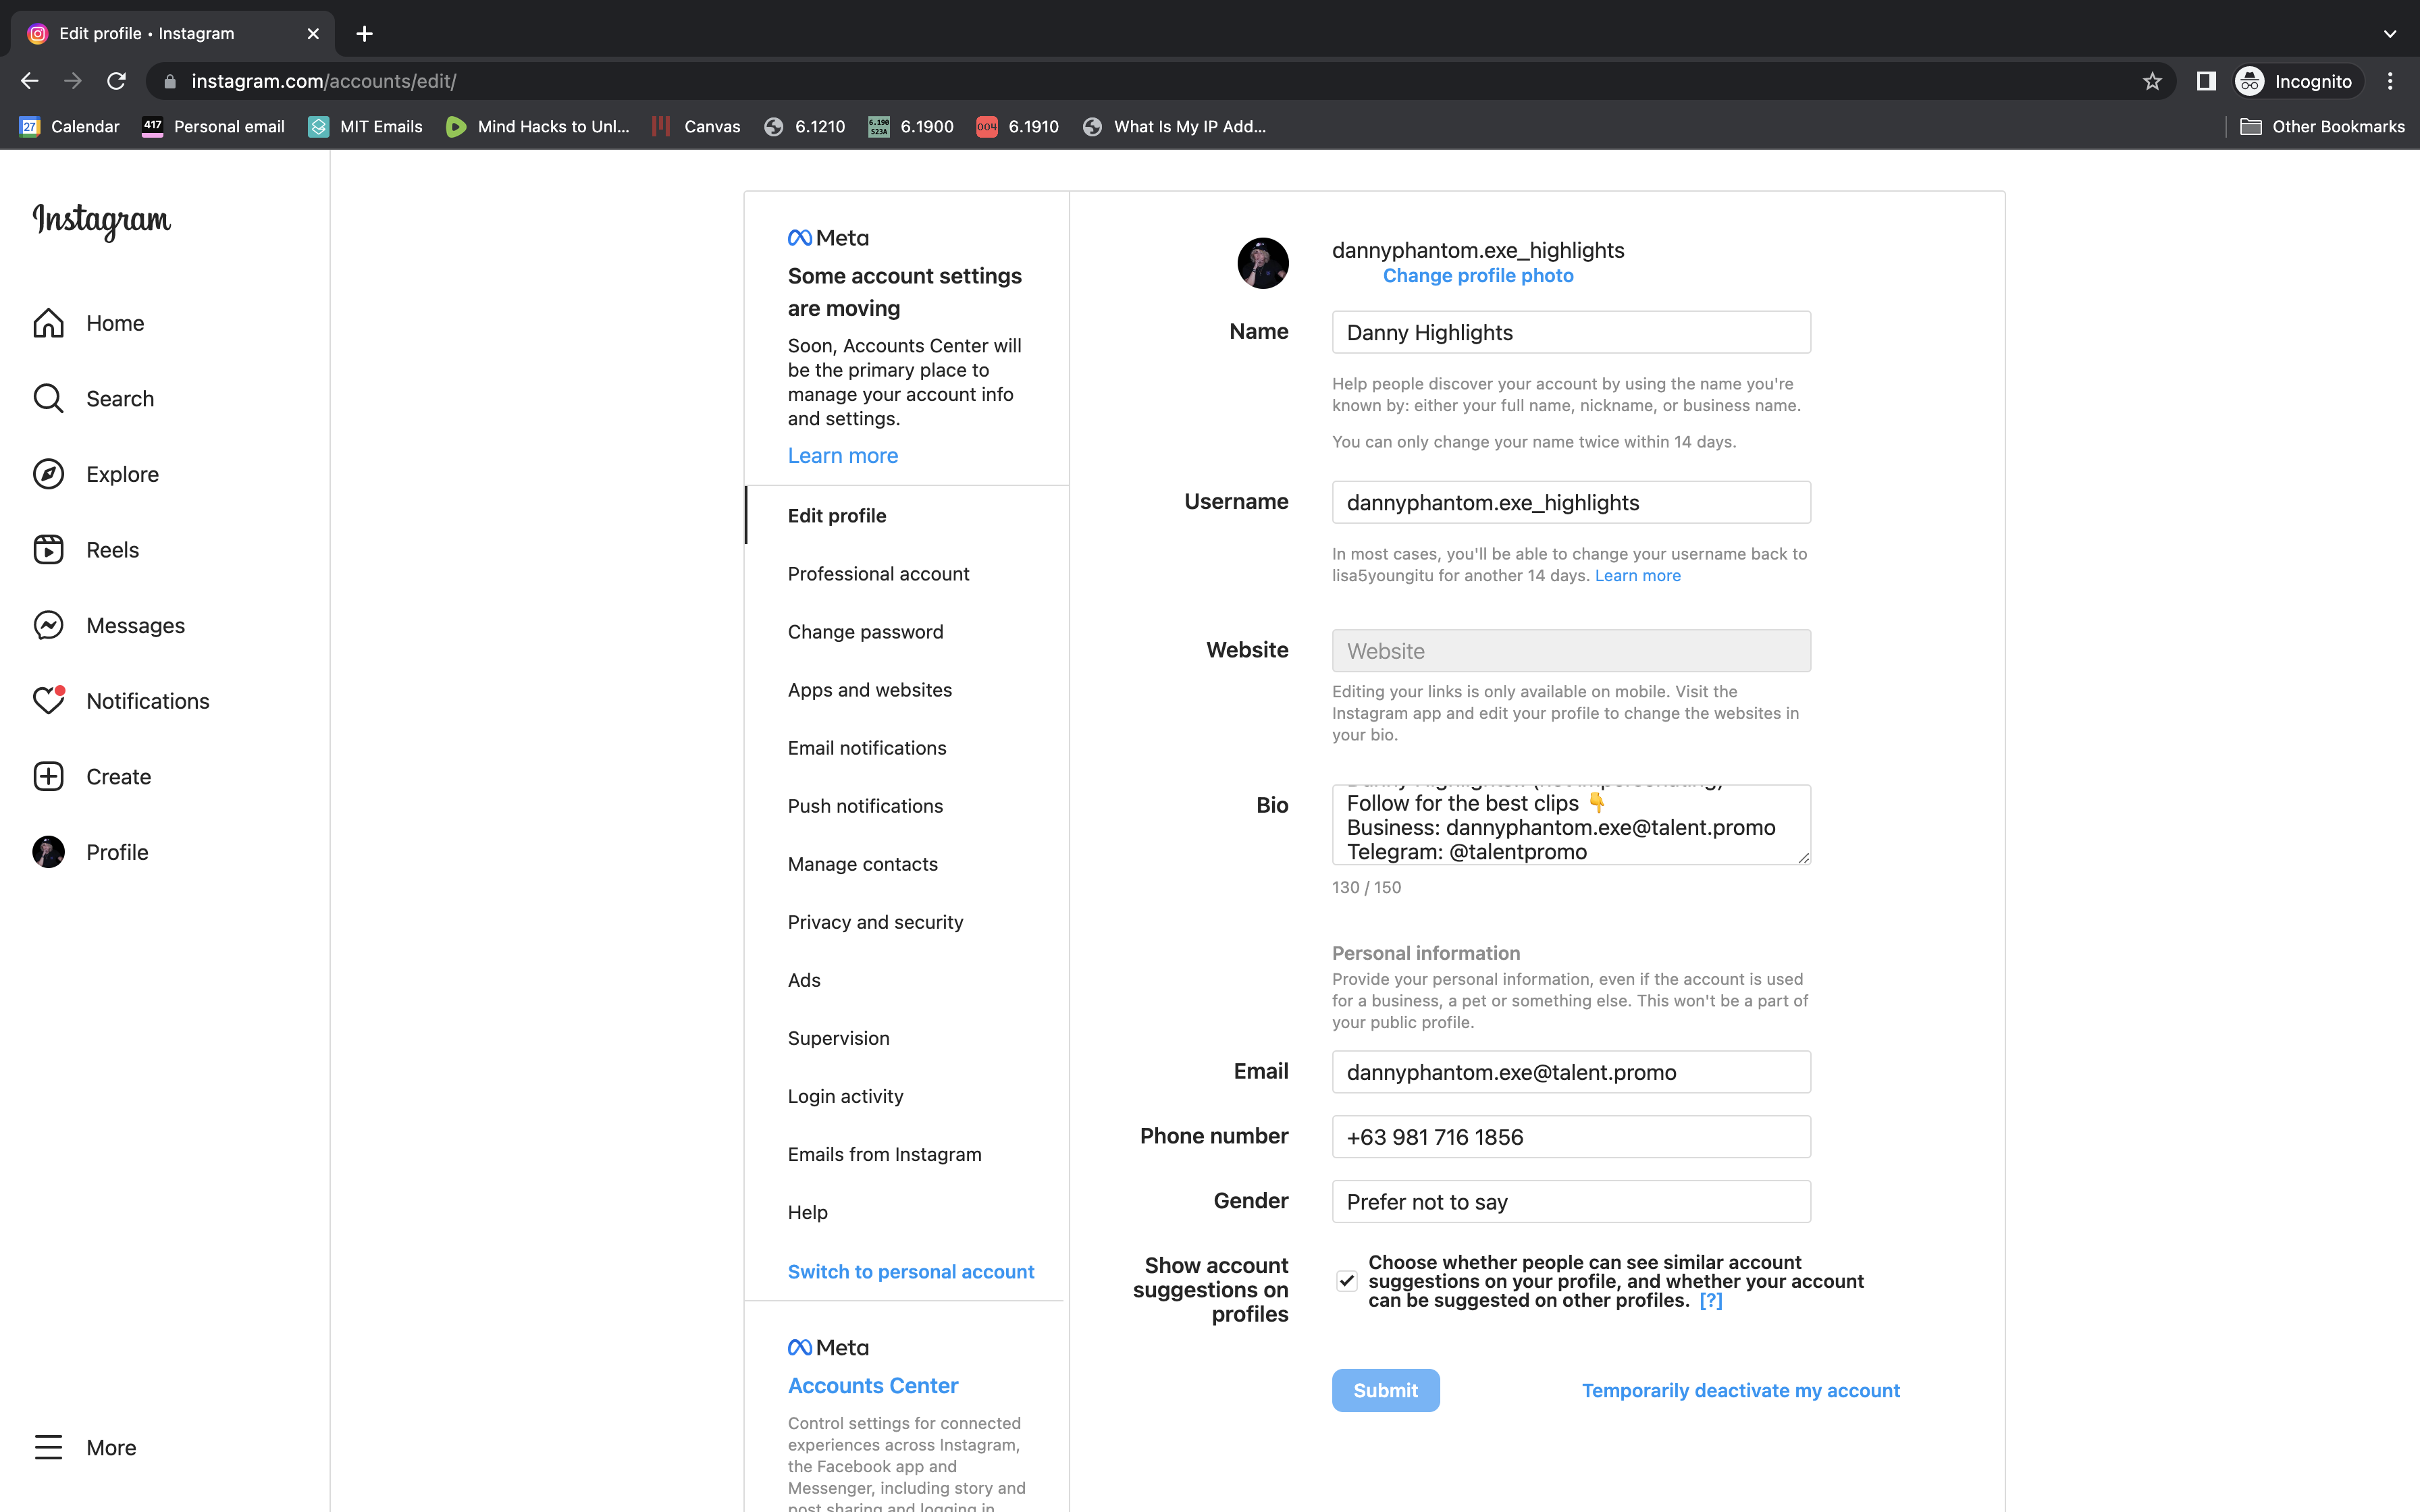 Edit profile • Instagram
instagram.com/accounts/edit/
Incognito
27 Calendar
417 Personal email
MIT Emails
Mind Hacks to Unl...
Canvas
6.1210
6.190 S23A 6.1900
004 6.1910
What Is My IP Add...
Other Bookmarks
Instagram
Home
Search
Explore
Reels
Messages
Notifications
Create
Profile
More
Meta
Some account settings
are moving
Soon, Accounts Center will
be the primary place to
manage your account info
and settings.
Learn more
Edit profile
Professional account
Change password
Apps and websites
Email notifications
Push notifications
Manage contacts
Privacy and security
Ads
Supervision
Login activity
Emails from Instagram
Help
Switch to personal account
Meta
Accounts Center
Control settings for connected
experiences across Instagram,
the Facebook app and
Messenger, including story and
post sharing and logging in.
dannyphantom.exe_highlights
Change profile photo
Name
Danny Highlights
Help people discover your account by using the name you're
known by: either your full name, nickname, or business name.
You can only change your name twice within 14 days.
Username
dannyphantom.exe_highlights
In most cases, you'll be able to change your username back to
lisa5youngitu for another 14 days. Learn more
Website
Website
Editing your links is only available on mobile. Visit the
Instagram app and edit your profile to change the websites in
your bio.
Bio
Follow for the best clips 👇
Business: dannyphantom.exe@talent.promo
Telegram: @talentpromo
130 / 150
Personal information
Provide your personal information, even if the account is used
for a business, a pet or something else. This won't be a part of
your public profile.
Email
dannyphantom.exe@talent.promo
Phone number
+63 981 716 1856
Gender
Prefer not to say
Show account
suggestions on
profiles
Choose whether people can see similar account
suggestions on your profile, and whether your account
can be suggested on other profiles. [?]
Submit
Temporarily deactivate my account